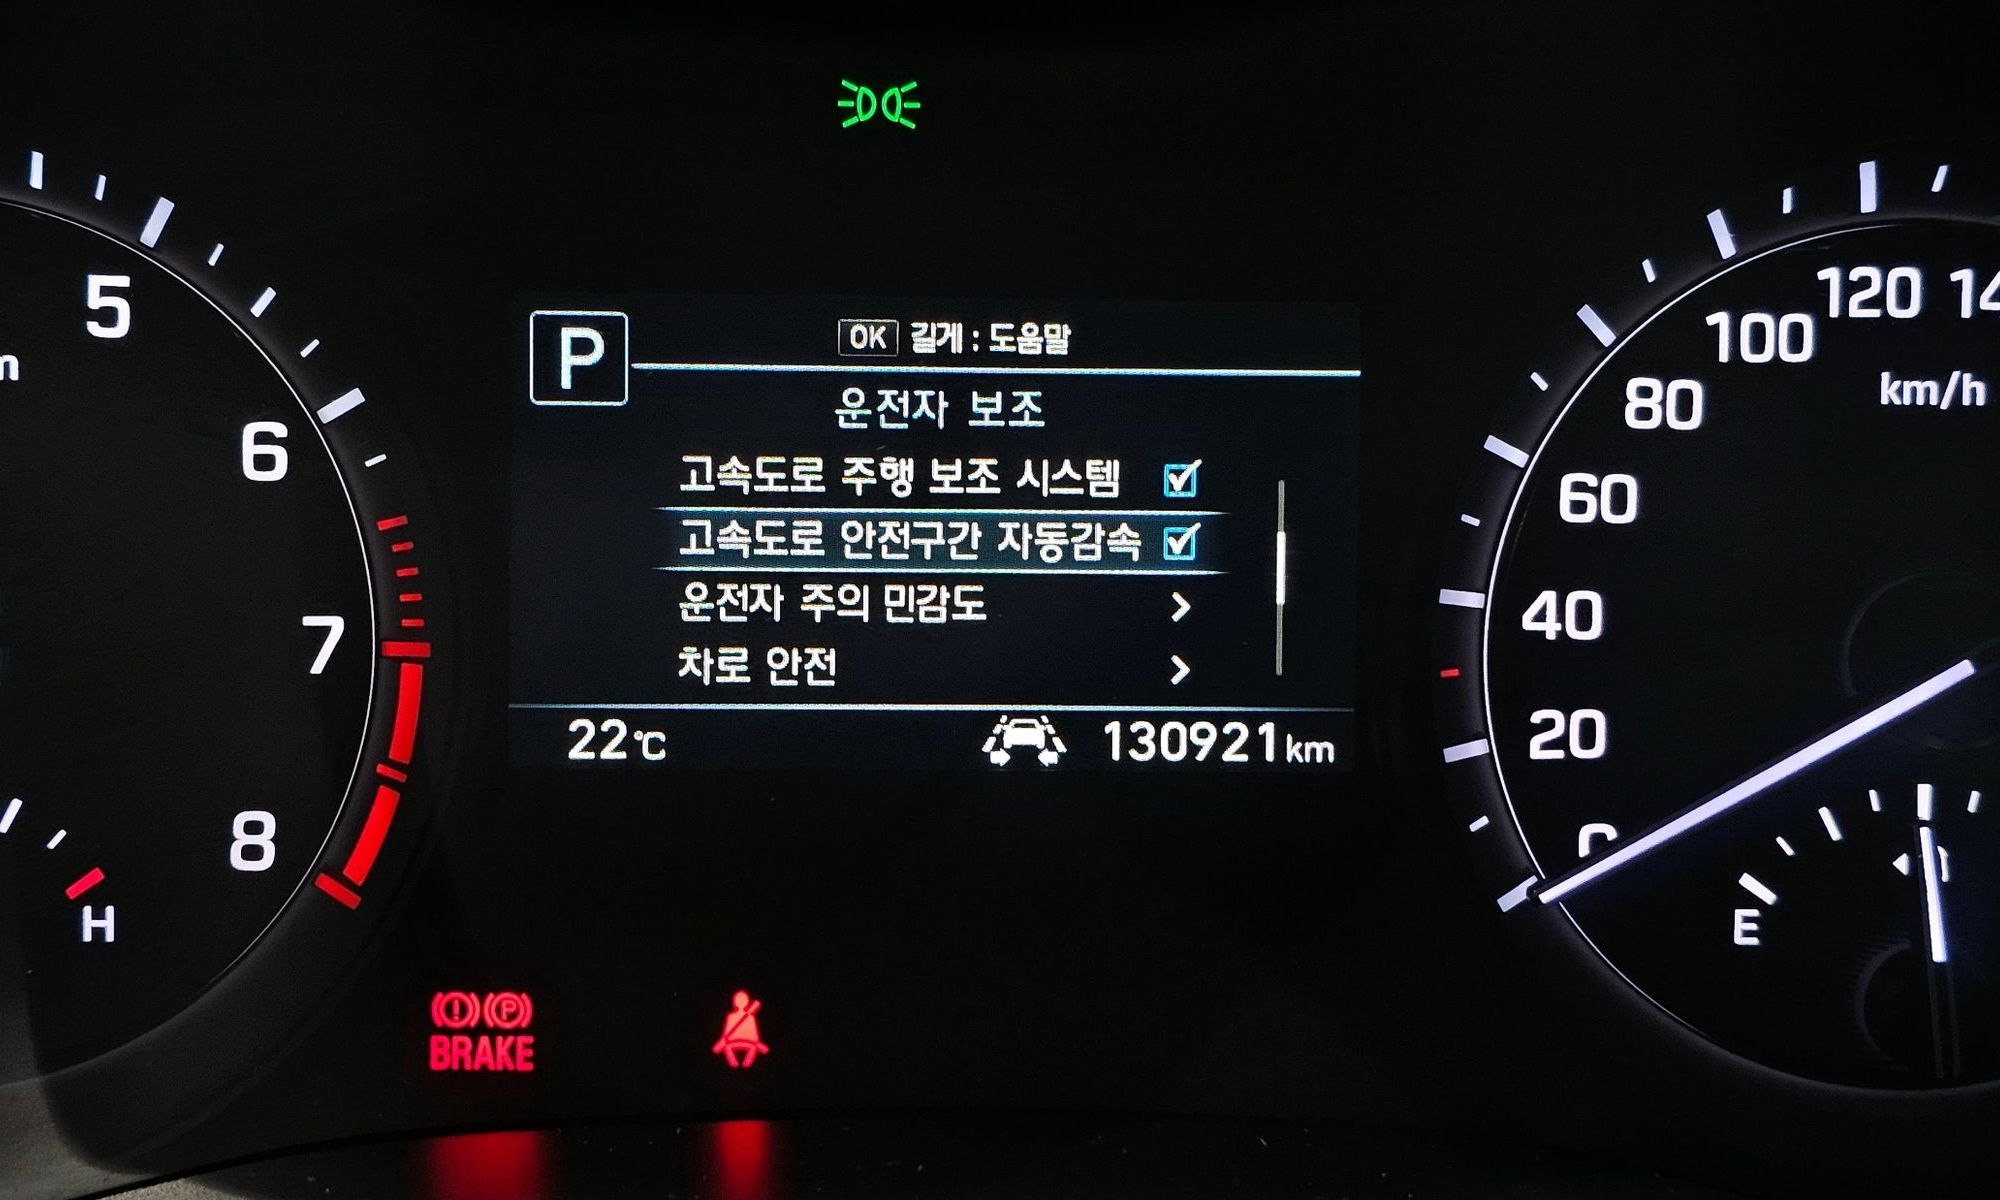 P
OK 길게 : 도움말
운전자 보조
고속도로 주행 보조 시스템
고속도로 안전구간 자동감속
운전자 주의 민감도 >
차로 안전 >
22°C
130921km
5
6
7
8
H
120
100
80
km/h
60
40
20
0
E
(!) (P)
BRAKE